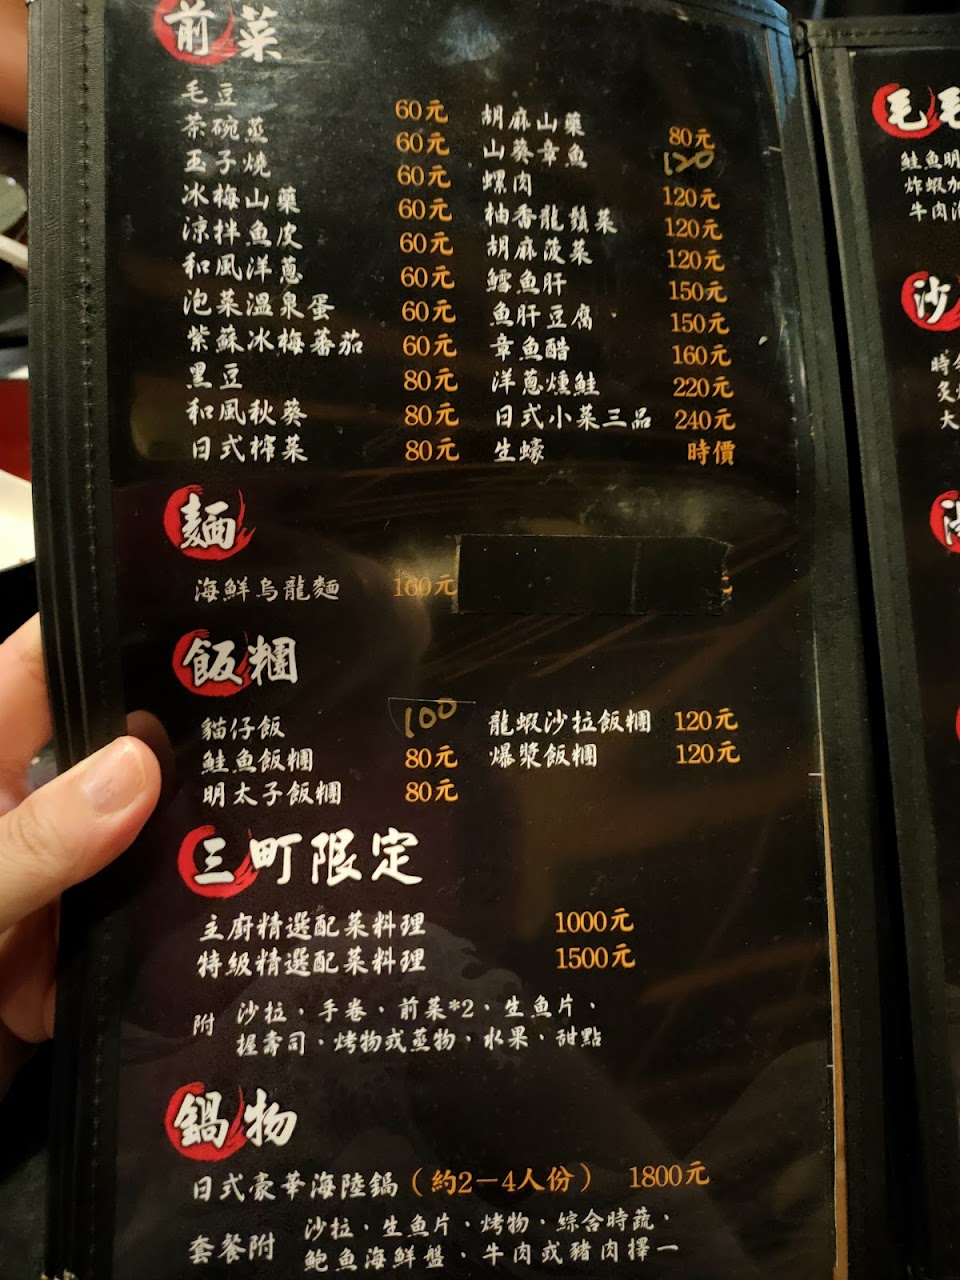 前菜
毛豆 60元
茶碗蒸 60元
玉子燒 60元
冰梅山藥 60元
涼拌魚皮 60元
和風洋蔥 60元
泡菜溫泉蛋 60元
紫蘇冰梅蕃茄 60元
黑豆 80元
和風秋葵 80元
日式榨菜 80元
胡麻山藥 80元
山葵章魚 120
螺肉 120元
柚香龍鬚菜 120元
胡麻菠菜 120元
鱈魚肝 150元
魚肝豆腐 150元
章魚醋 160元
洋蔥燻鮭 220元
日式小菜三品 240元
生蠔 時價
麵
海鮮烏龍麵 160元
飯糰
貓仔飯 100
鮭魚飯糰 80元
明太子飯糰 80元
龍蝦沙拉飯糰 120元
爆漿飯糰 120元
三町限定
主廚精選配菜料理 1000元
特級精選配菜料理 1500元
附 沙拉、手卷、前菜*2、生魚片、
握壽司、烤物或蒸物、水果、甜點
鍋物
日式豪華海陸鍋（約2－4人份） 1800元
套餐附 沙拉、生魚片、烤物、綜合時蔬、
鮑魚海鮮盤、牛肉或豬肉擇一
毛
鮭魚明
炸蝦加
牛肉
沙